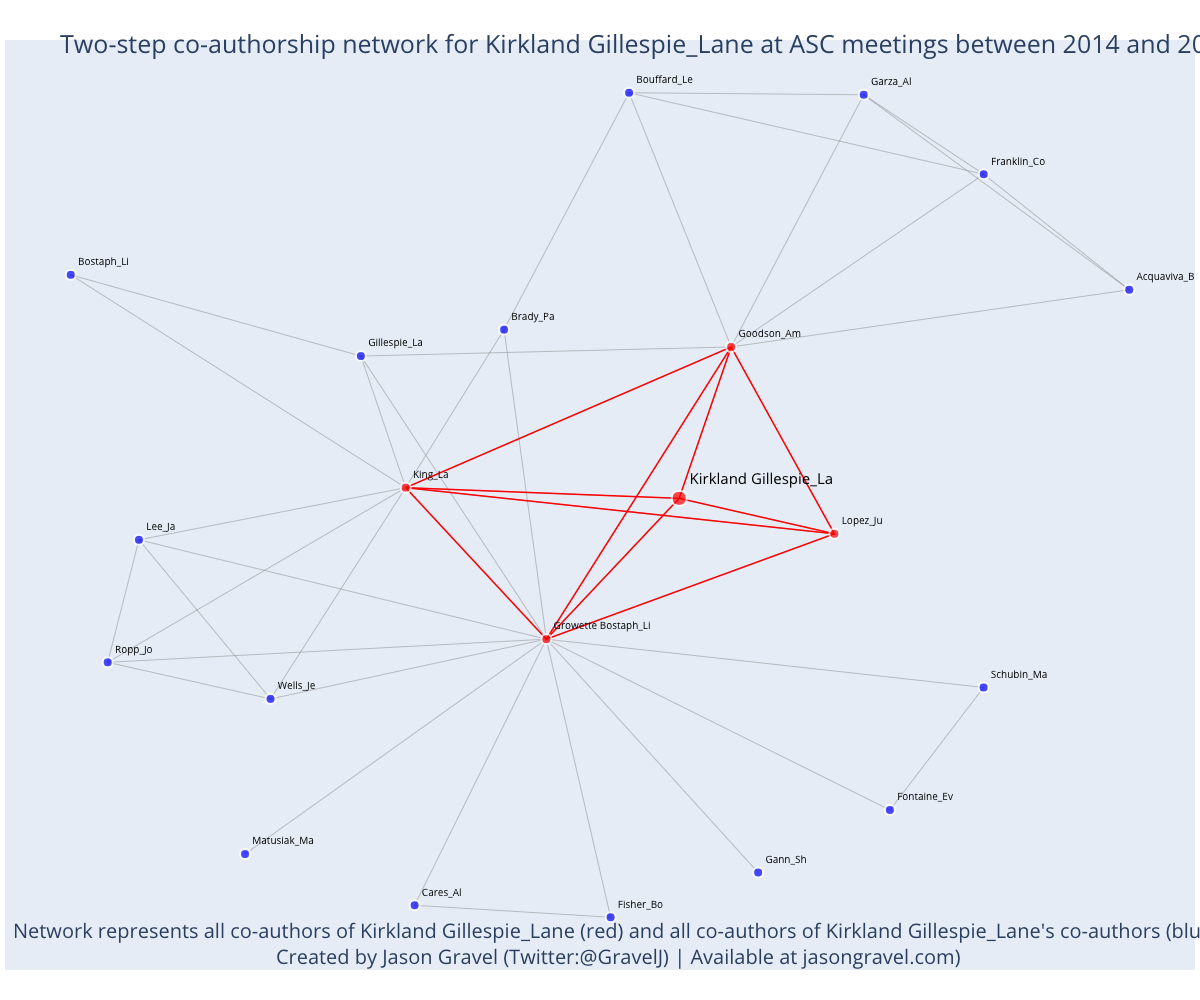 Two-step co-authorship network for Kirkland Gillespie_Lane at ASC meetings between 2014 and 20
Bouffard_Le
Garza_Al
Franklin_Co
Bostaph_Li
Acquaviva_B
Brady_Pa
Goodson_Am
Gillespie_La
King_La
Kirkland Gillespie_La
Lee_Ja
Lopez_Ju
Growette Bostaph_Li
Ropp_Jo
Schubin_Ma
Wells_Je
Fontaine_Ev
Matusiak_Ma
Gann_Sh
Cares_Al
Fisher_Bo
Network represents all co-authors of Kirkland Gillespie_Lane (red) and all co-authors of Kirkland Gillespie_Lane's co-authors (blu
Created by Jason Gravel (Twitter:@GravelJ) | Available at jasongravel.com)